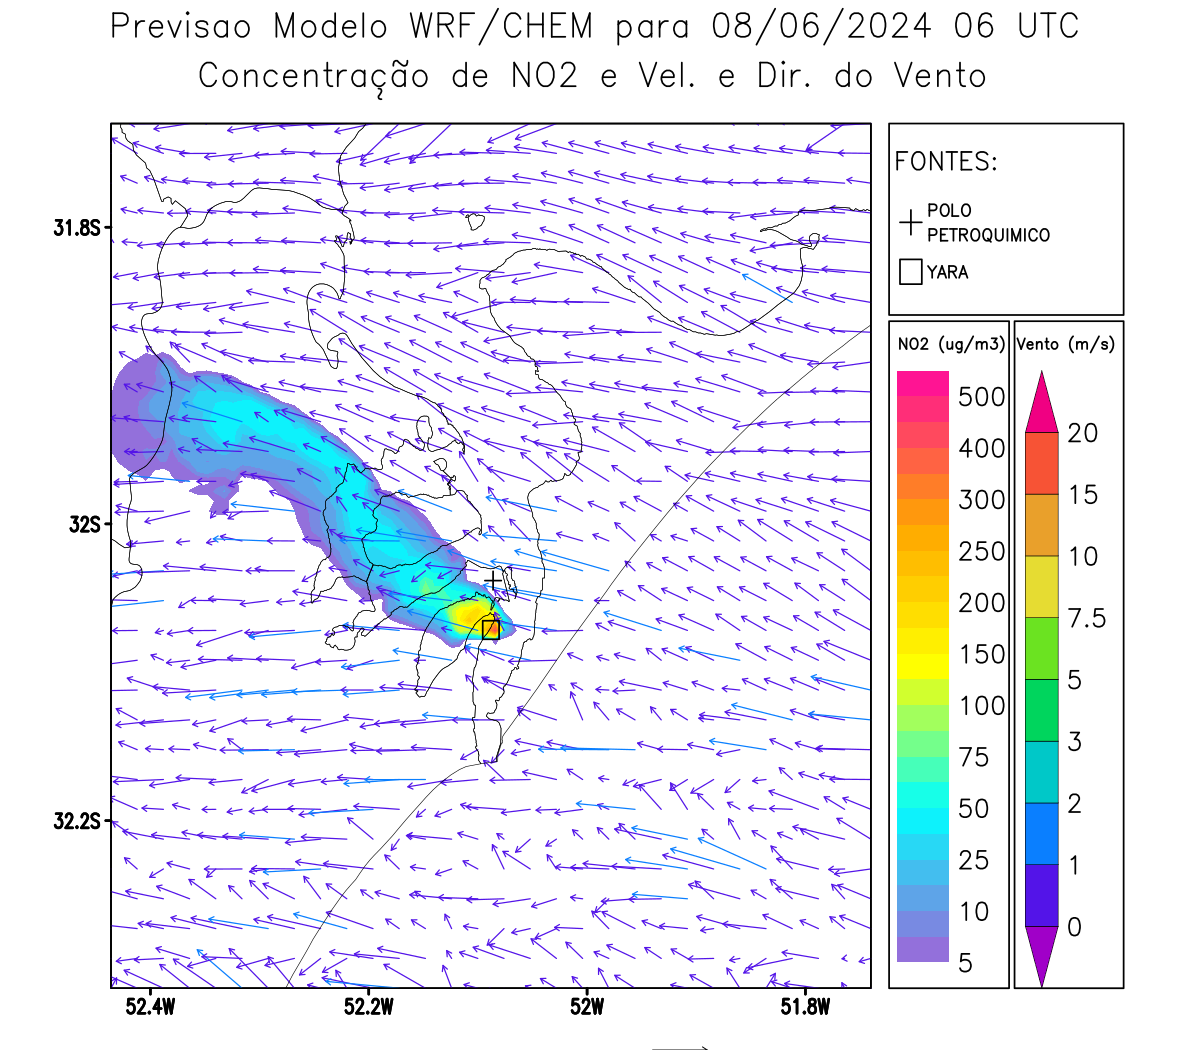 Previsao Modelo WRF/CHEM para 08/06/2024 06 UTC
Concentração de NO2 e Vel. e Dir. do Vento
FONTES:
POLO
PETROQUIMICO
YARA
NO2 (ug/m3)
500
400
300
250
200
150
100
75
50
25
10
5
Vento (m/s)
20
15
10
7.5
5
3
2
1
0
31.8S
32S
32.2S
52.4W
52.2W
52W
51.8W